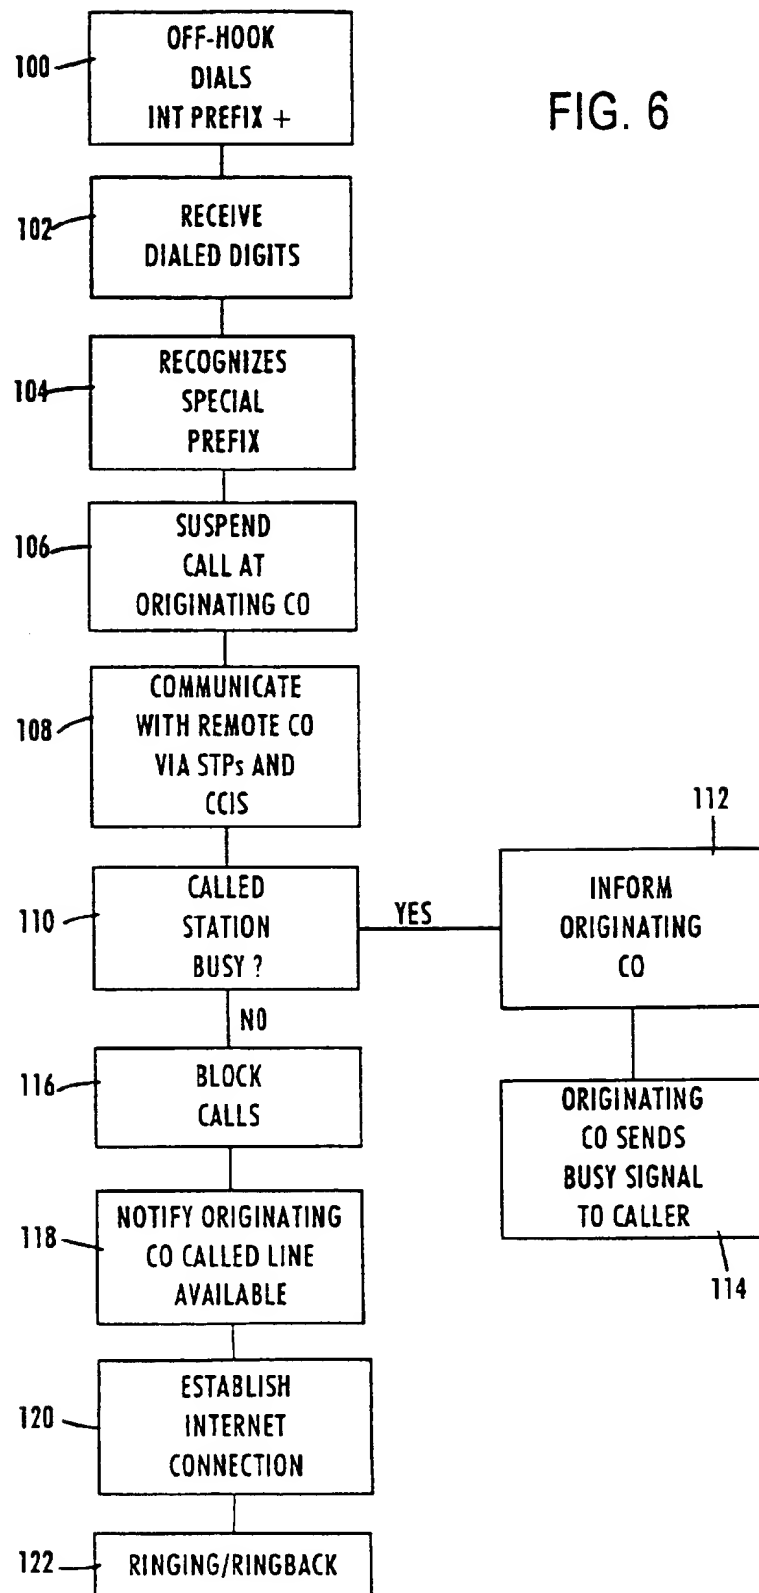 FIG. 6
100
OFF-HOOK
DIALS
INT PREFIX +
102
RECEIVE
DIALED DIGITS
104
RECOGNIZES
SPECIAL
PREFIX
106
SUSPEND
CALL AT
ORIGINATING CO
108
COMMUNICATE
WITH REMOTE CO
VIA STPs AND
CCIS
110
CALLED
STATION
BUSY ?
YES
112
INFORM
ORIGINATING
CO
ORIGINATING
CO SENDS
BUSY SIGNAL
TO CALLER
114
NO
116
BLOCK
CALLS
118
NOTIFY ORIGINATING
CO CALLED LINE
AVAILABLE
120
ESTABLISH
INTERNET
CONNECTION
122
RINGING/RINGBACK